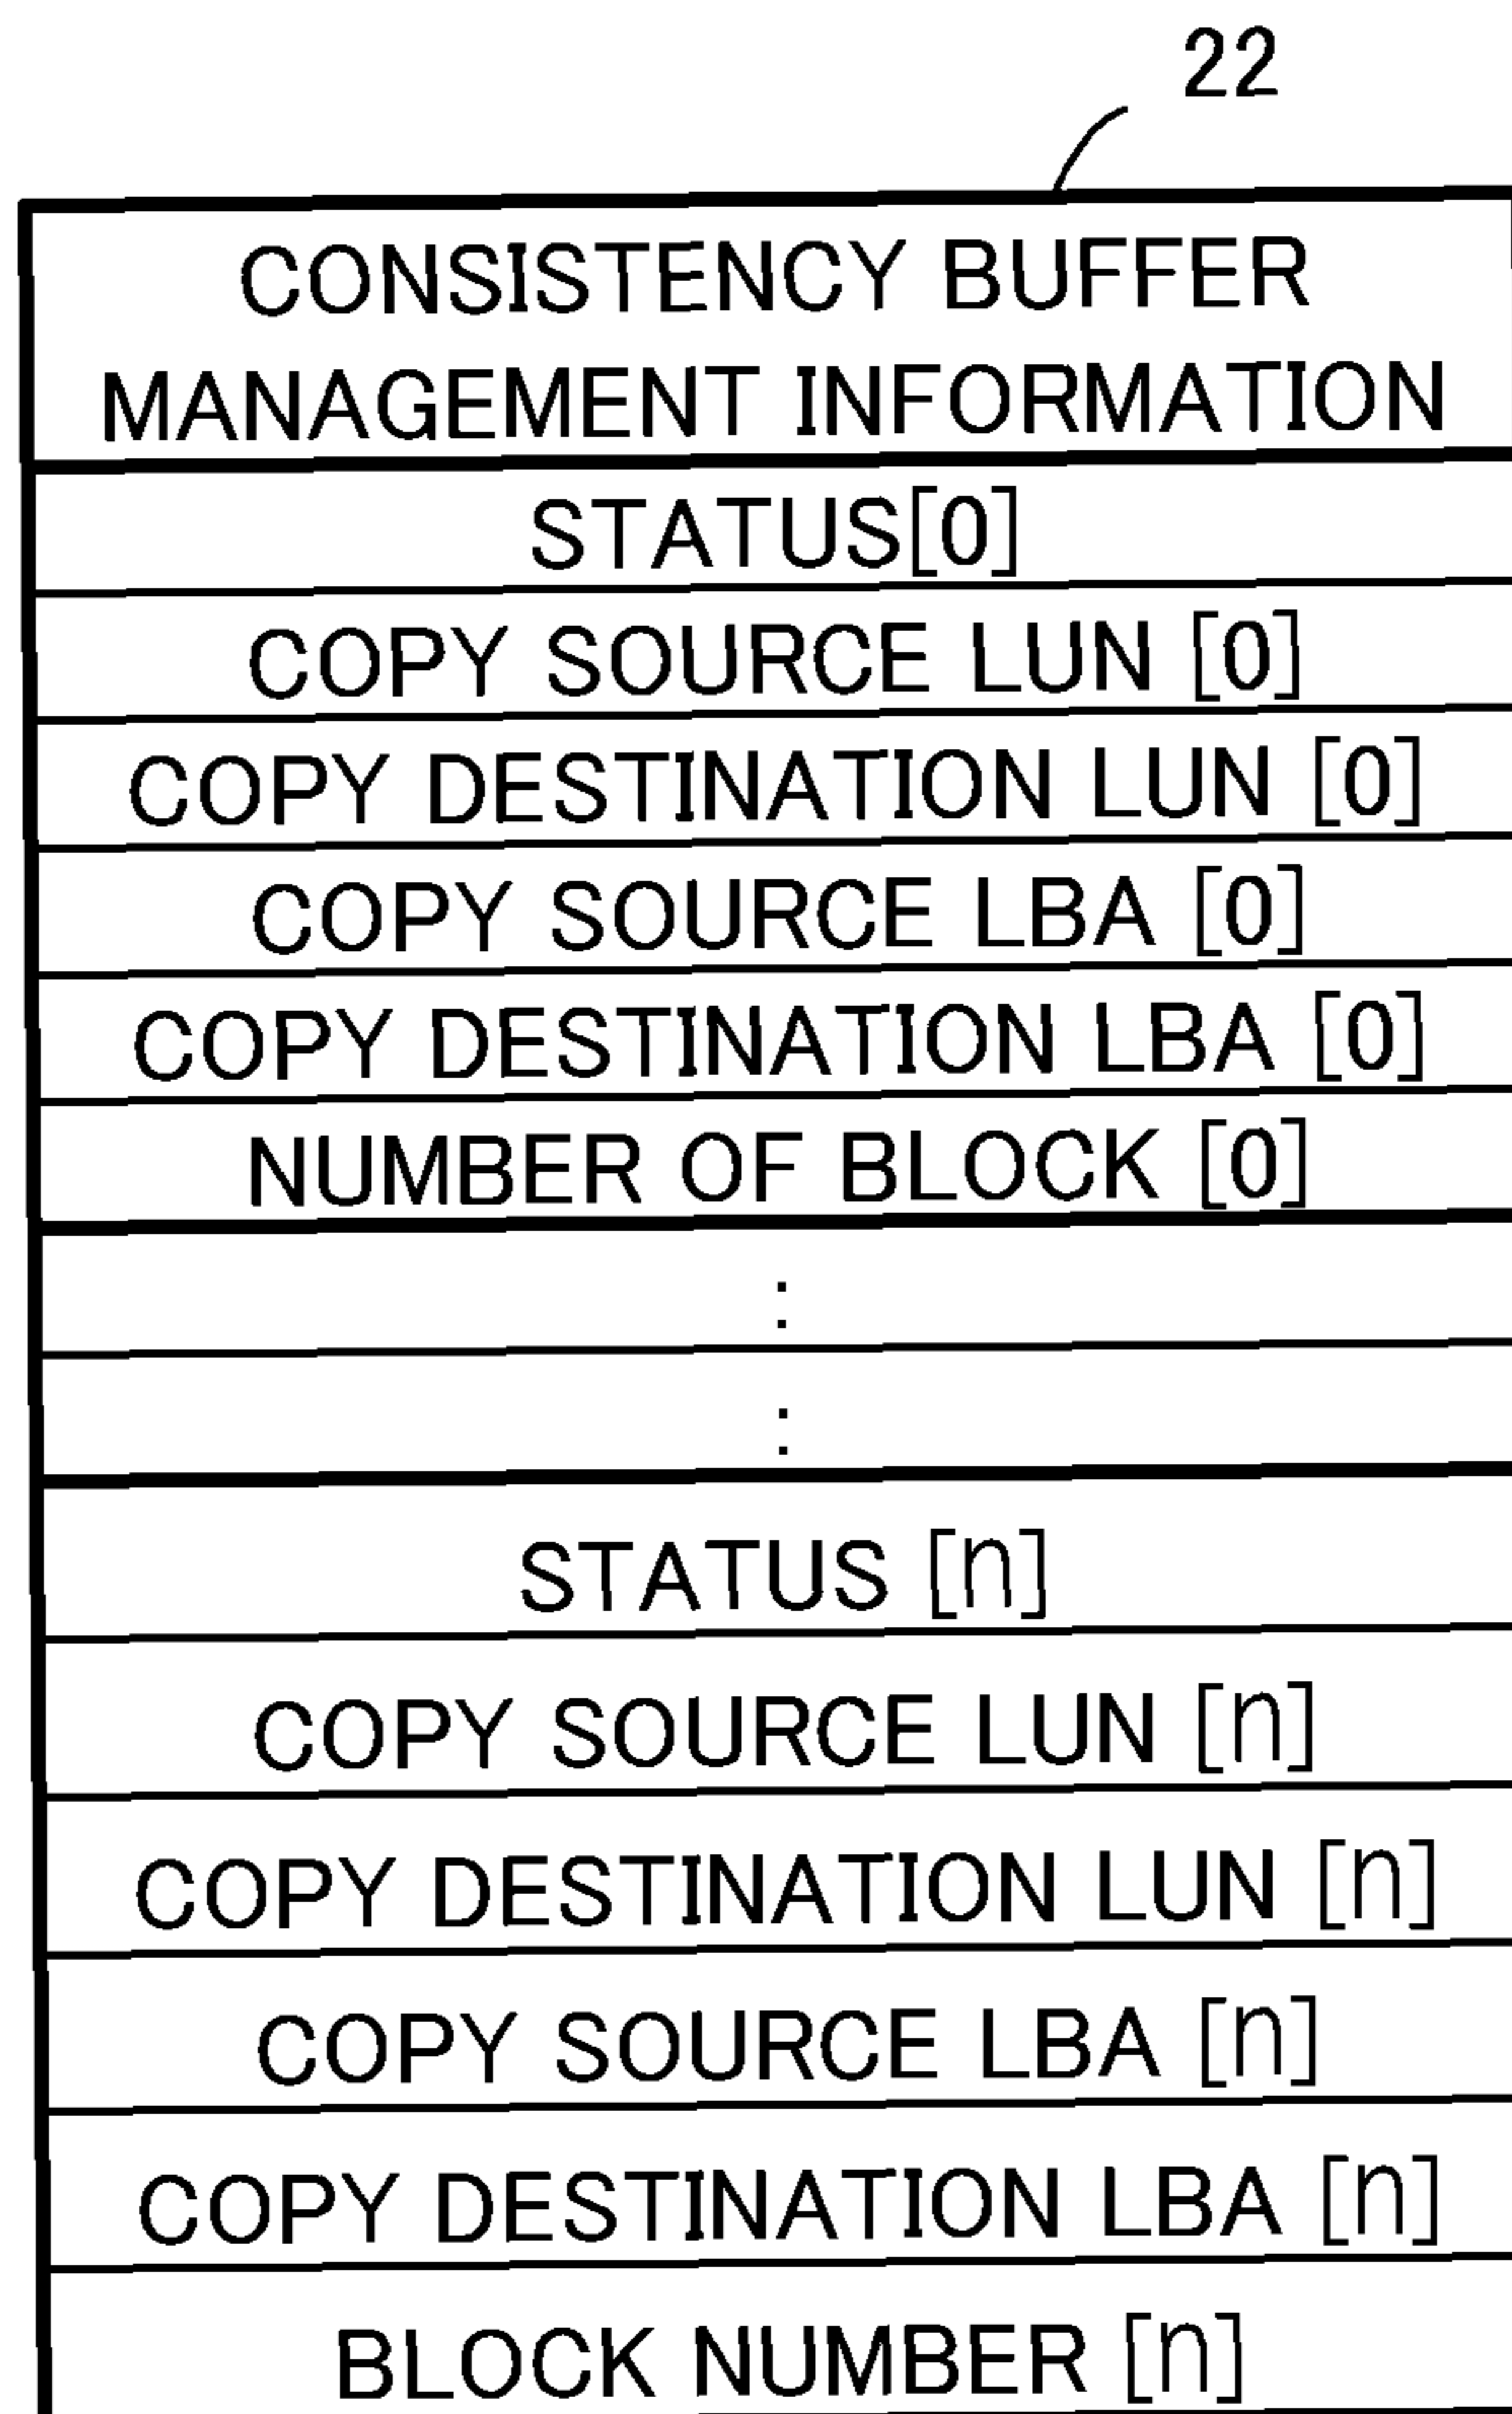 22
CONSISTENCY BUFFER
MANAGEMENT INFORMATION
STATUS[0]
COPY SOURCE LUN [0]
COPY DESTINATION LUN [0]
COPY SOURCE LBA [0]
COPY DESTINATION LBA [0]
NUMBER OF BLOCK [0]
:
:
STATUS [n]
COPY SOURCE LUN [n]
COPY DESTINATION LUN [n]
COPY SOURCE LBA [n]
COPY DESTINATION LBA [n]
BLOCK NUMBER [n]